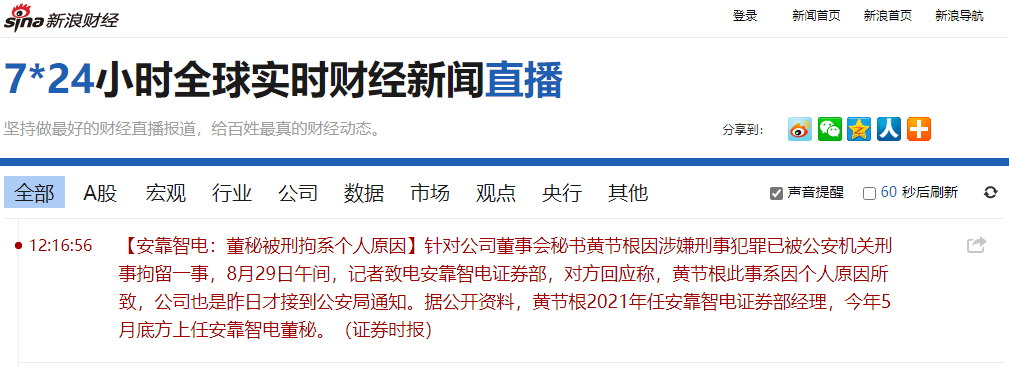 sina 新浪财经 登录 新闻首页 新浪首页 新浪导航
7*24小时全球实时财经新闻直播
坚持做最好的财经直播报道，给百姓最真的财经动态。 分享到：
全部 A股 宏观 行业 公司 数据 市场 观点 央行 其他 声音提醒 60 秒后刷新
12:16:56 【安靠智电：董秘被刑拘系个人原因】针对公司董事会秘书黄节根因涉嫌刑事犯罪已被公安机关刑
事拘留一事，8月29日午间，记者致电安靠智电证券部，对方回应称，黄节根此事系因个人原因所
致，公司也是昨日才接到公安局通知。据公开资料，黄节根2021年任安靠智电证券部经理，今年5
月底方上任安靠智电董秘。（证券时报）